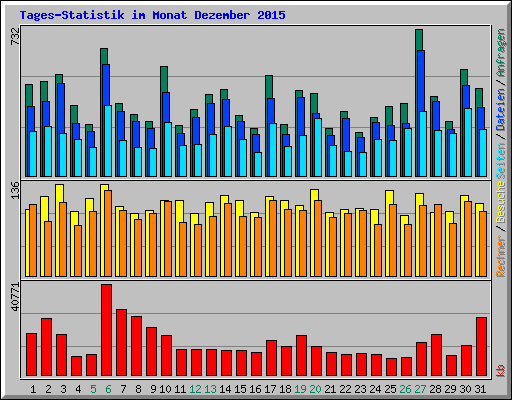 Tages-Statistik im Monat Dezember 2015
732
136
40771
Rechner / Besuche Seiten / Dateien / Anfragen
kb
1 2 3 4 5 6 7 8 9 10 11 12 13 14 15 16 17 18 19 20 21 22 23 24 25 26 27 28 29 30 31